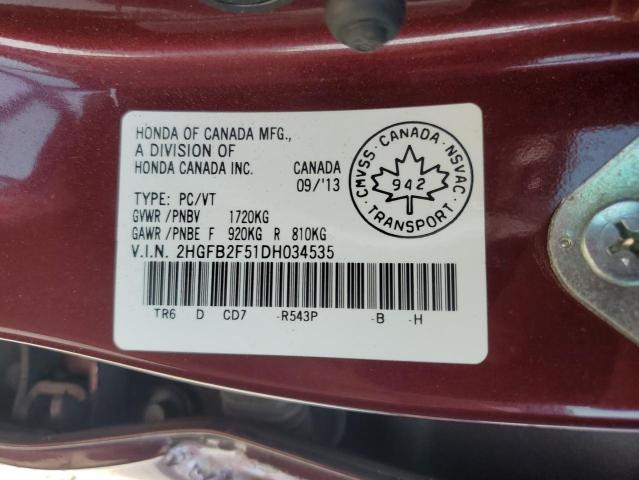 HONDA OF CANADA MFG.,
A DIVISION OF
HONDA CANADA INC. CANADA
09/'13
TYPE: PC/VT
GVWR/PNBV 1720KG
GAWR/PNBE F 920KG R 810KG
V.I.N. 2HGFB2F51DH034535
TR6 D CD7 -R543P -B -H
CMVSS · CANADA · NSVAC
942
TRANSPORT